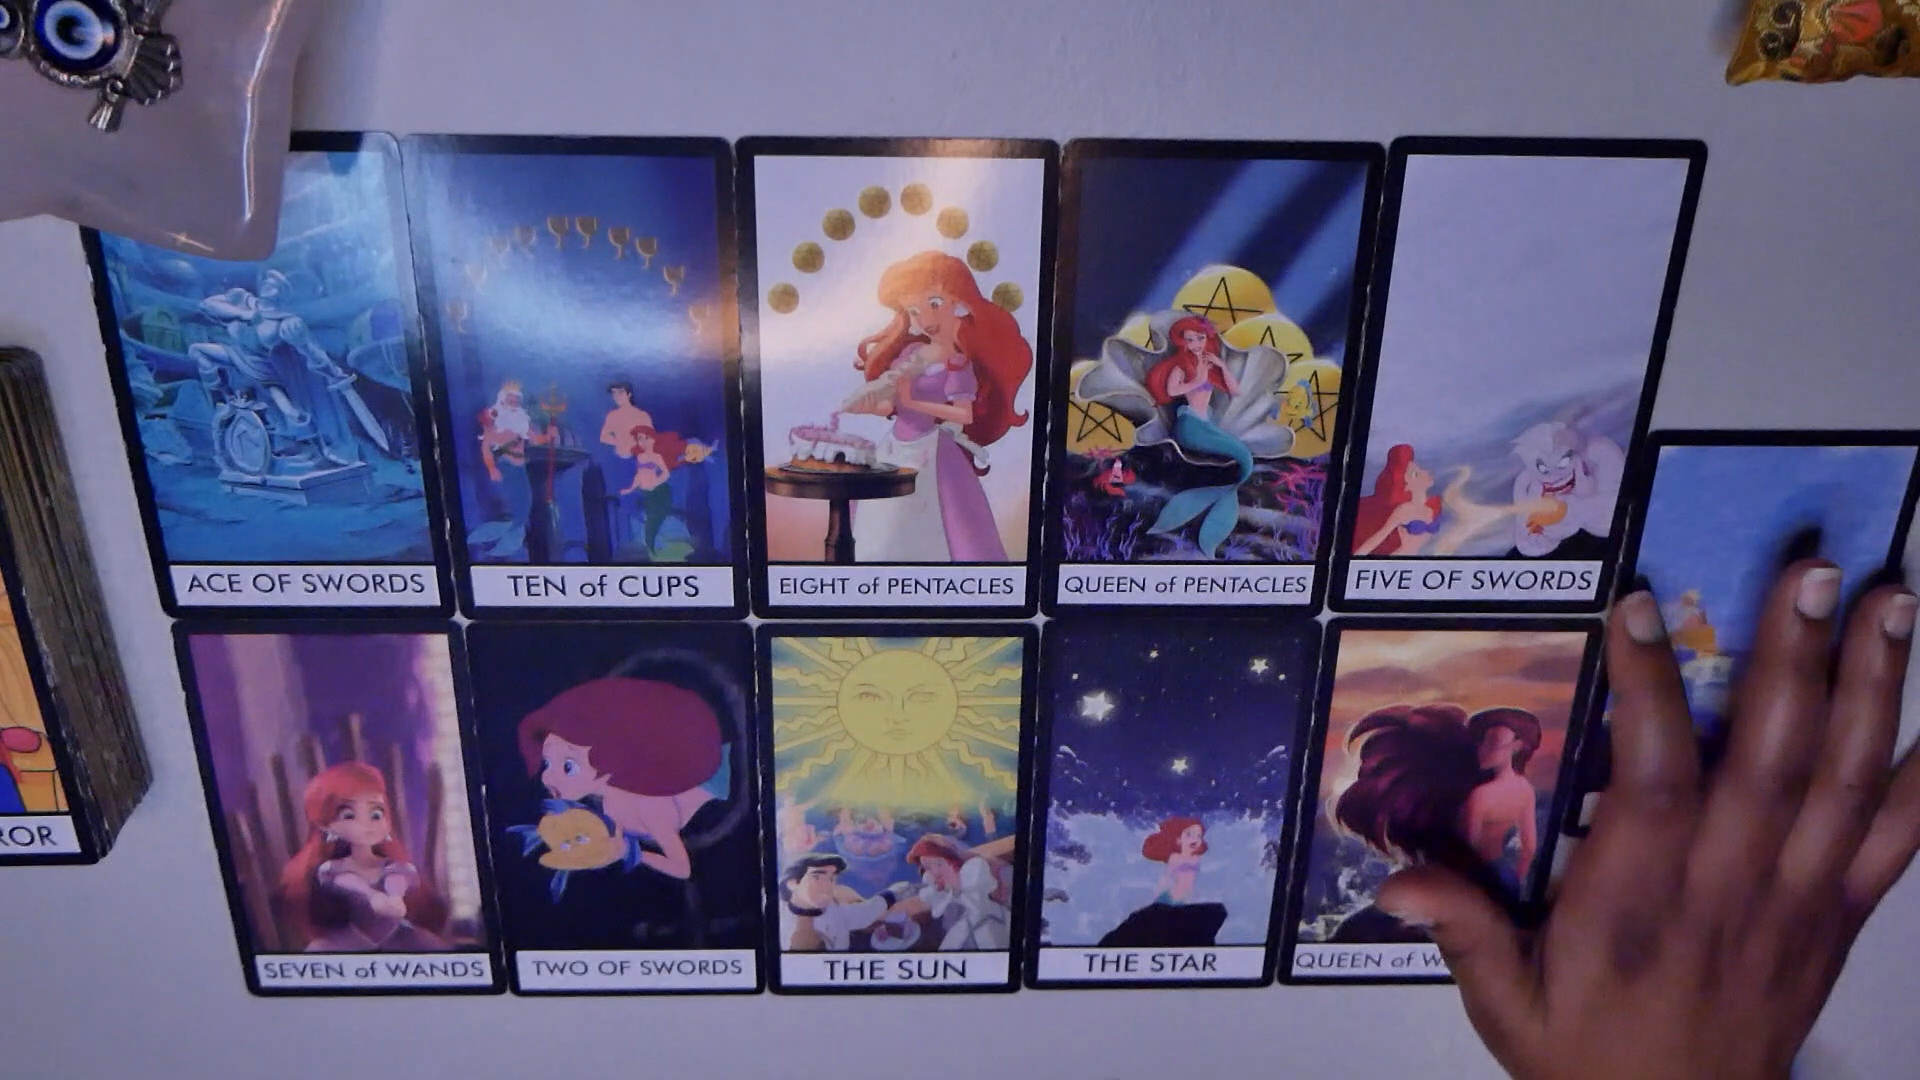 ACE OF SWORDS
TEN of CUPS
EIGHT of PENTACLES
QUEEN of PENTACLES
FIVE OF SWORDS
ROR
SEVEN of WANDS
TWO OF SWORDS
THE SUN
THE STAR
QUEEN of W